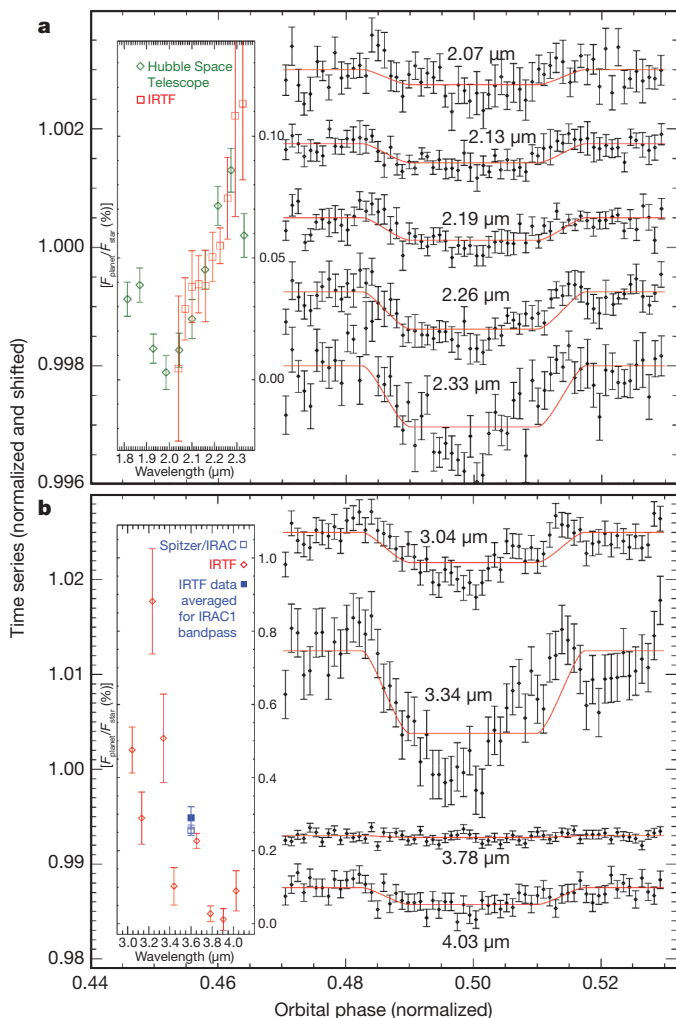 a
Hubble Space
Telescope
IRTF
[F_planet/F_star (%)]
0.10
0.05
0.00
1.8 1.9 2.0 2.1 2.2 2.3
Wavelength (μm)
2.07 μm
2.13 μm
2.19 μm
2.26 μm
2.33 μm
1.002
1.000
0.998
0.996
Time series (normalized and shifted)
b
Spitzer/IRAC
IRTF
IRTF data
averaged
for IRAC1
bandpass
[F_planet/F_star (%)]
1.0
0.8
0.6
0.4
0.2
0.0
3.0 3.2 3.4 3.6 3.8 4.0
Wavelength (μm)
3.04 μm
3.34 μm
3.78 μm
4.03 μm
1.02
1.01
1.00
0.99
0.98
0.44 0.46 0.48 0.50 0.52
Orbital phase (normalized)